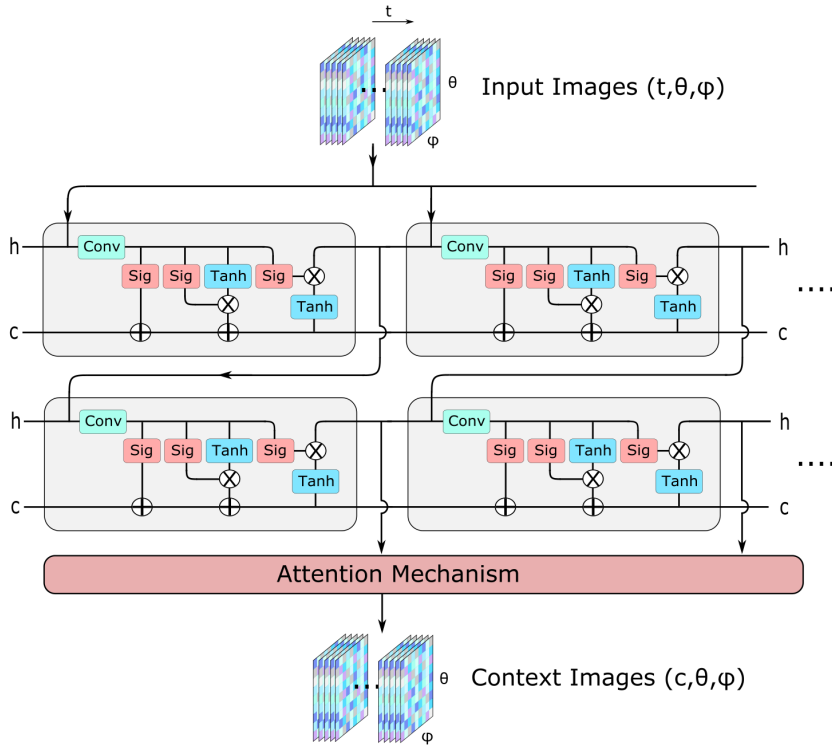 t
θ
Input Images (t,θ,φ)
φ
h Conv Conv h
Sig Sig Tanh Sig X Sig Sig Tanh Sig X
X Tanh X Tanh ....
c + + + + c
h Conv Conv h
Sig Sig Tanh Sig X Sig Sig Tanh Sig X
X Tanh X Tanh ....
c + + + + c
Attention Mechanism
...
θ
Context Images (c,θ,φ)
φ